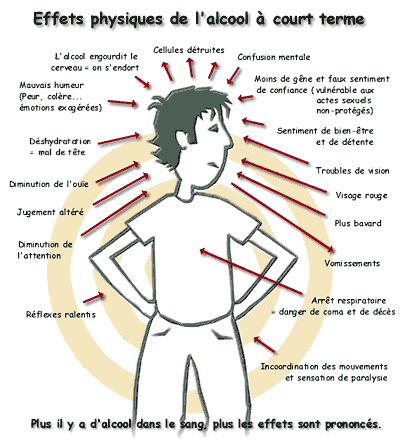 Effets physiques de l'alcool à court terme
Cellules détruites
L'alcool engourdit le
cerveau = on s'endort
Confusion mentale
Mauvais humeur
(Peur, colère...
émotions exagérées)
Moins de gêne et faux sentiment
de confiance (vulnérable aux
actes sexuels
non-protégés)
Déshydratation
= mal de tête
Sentiment de bien-être
et de détente
Troubles de vision
Diminution de l'ouïe
Visage rouge
Jugement altéré
Plus bavard
Diminution de
l'attention
Vomissements
Réflexes ralentis
Arrêt respiratoire
= danger de coma et de décès
Incoordination des mouvements
et sensation de paralysie
Plus il y a d'alcool dans le sang, plus les effets sont prononcés.